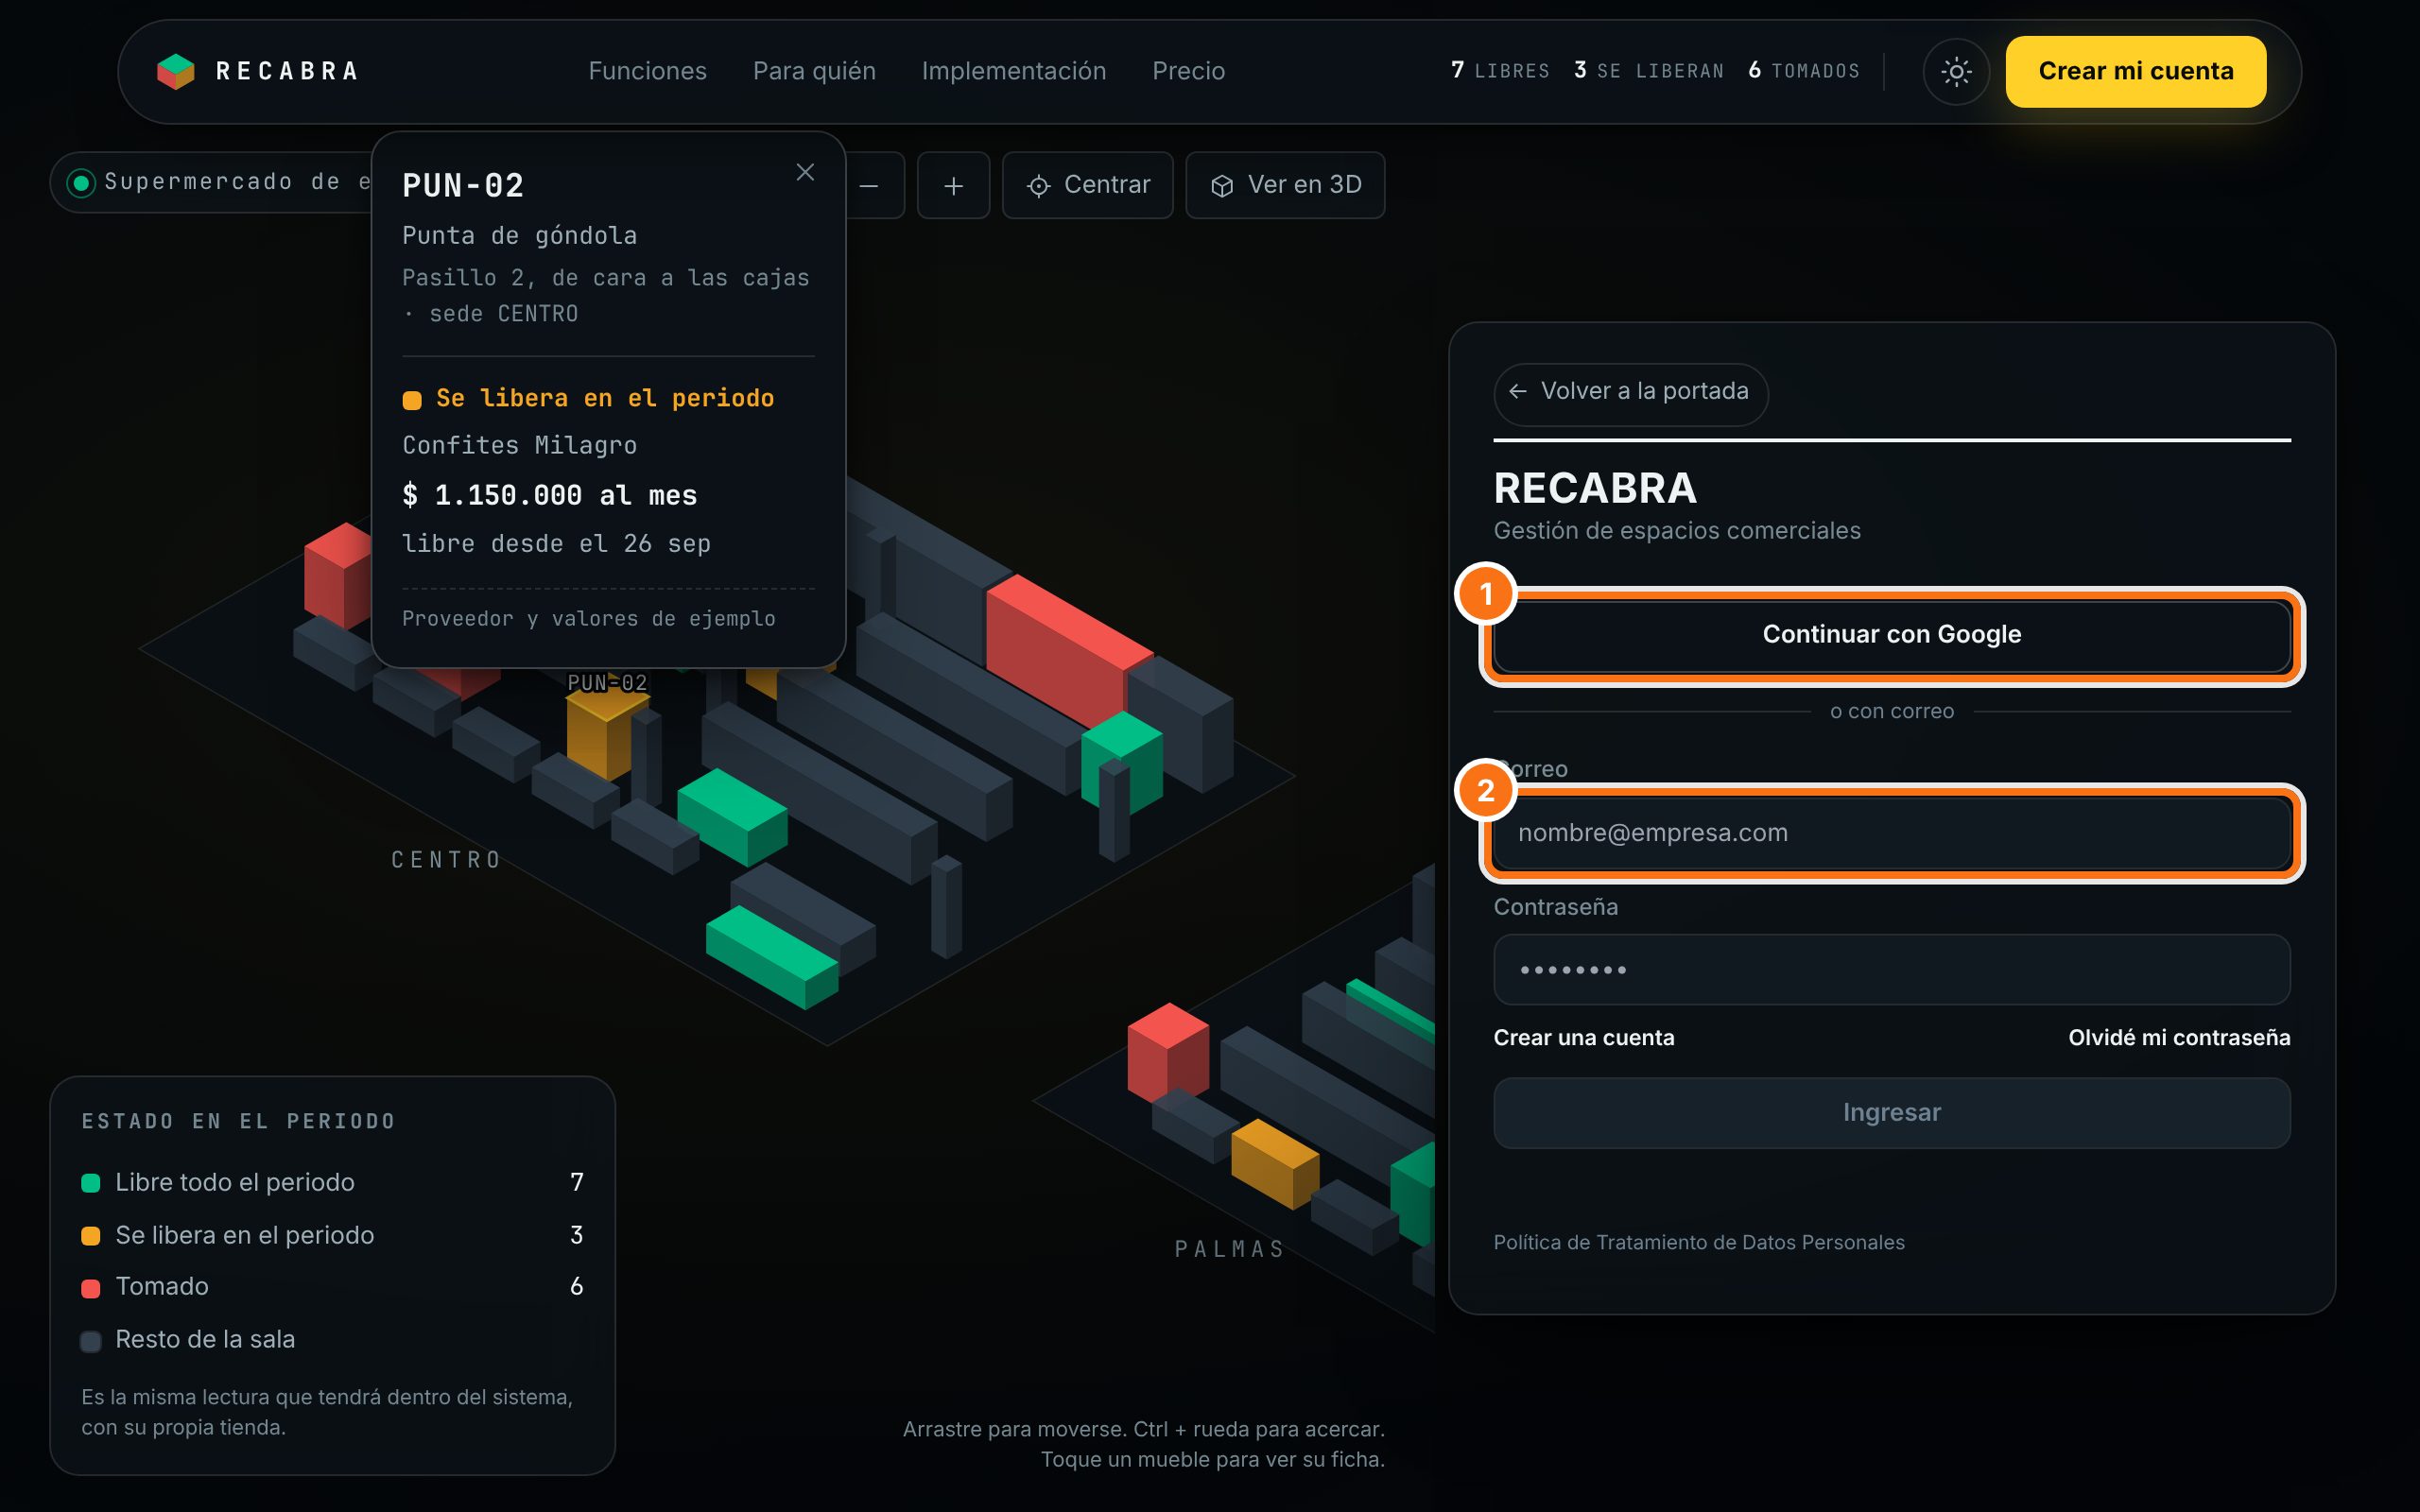 RECABRA
Funciones
Para quién
Implementación
Precio
7 LIBRES 3 SE LIBERAN 6 TOMADOS
Crear mi cuenta
Supermercado de e
Centrar
Ver en 3D
PUN-02
Punta de góndola
Pasillo 2, de cara a las cajas
· sede CENTRO
Se libera en el periodo
Confites Milagro
$ 1.150.000 al mes
libre desde el 26 sep
Proveedor y valores de ejemplo
PUN-02
CENTRO
PALMAS
ESTADO EN EL PERIODO
Libre todo el periodo 7
Se libera en el periodo 3
Tomado 6
Resto de la sala
Es la misma lectura que tendrá dentro del sistema,
con su propia tienda.
Arrastre para moverse. Ctrl + rueda para acercar.
Toque un mueble para ver su ficha.
← Volver a la portada
RECABRA
Gestión de espacios comerciales
1
Continuar con Google
o con correo
orreo
2
nombre@empresa.com
Contraseña
••••••••
Crear una cuenta
Olvidé mi contraseña
Ingresar
Política de Tratamiento de Datos Personales